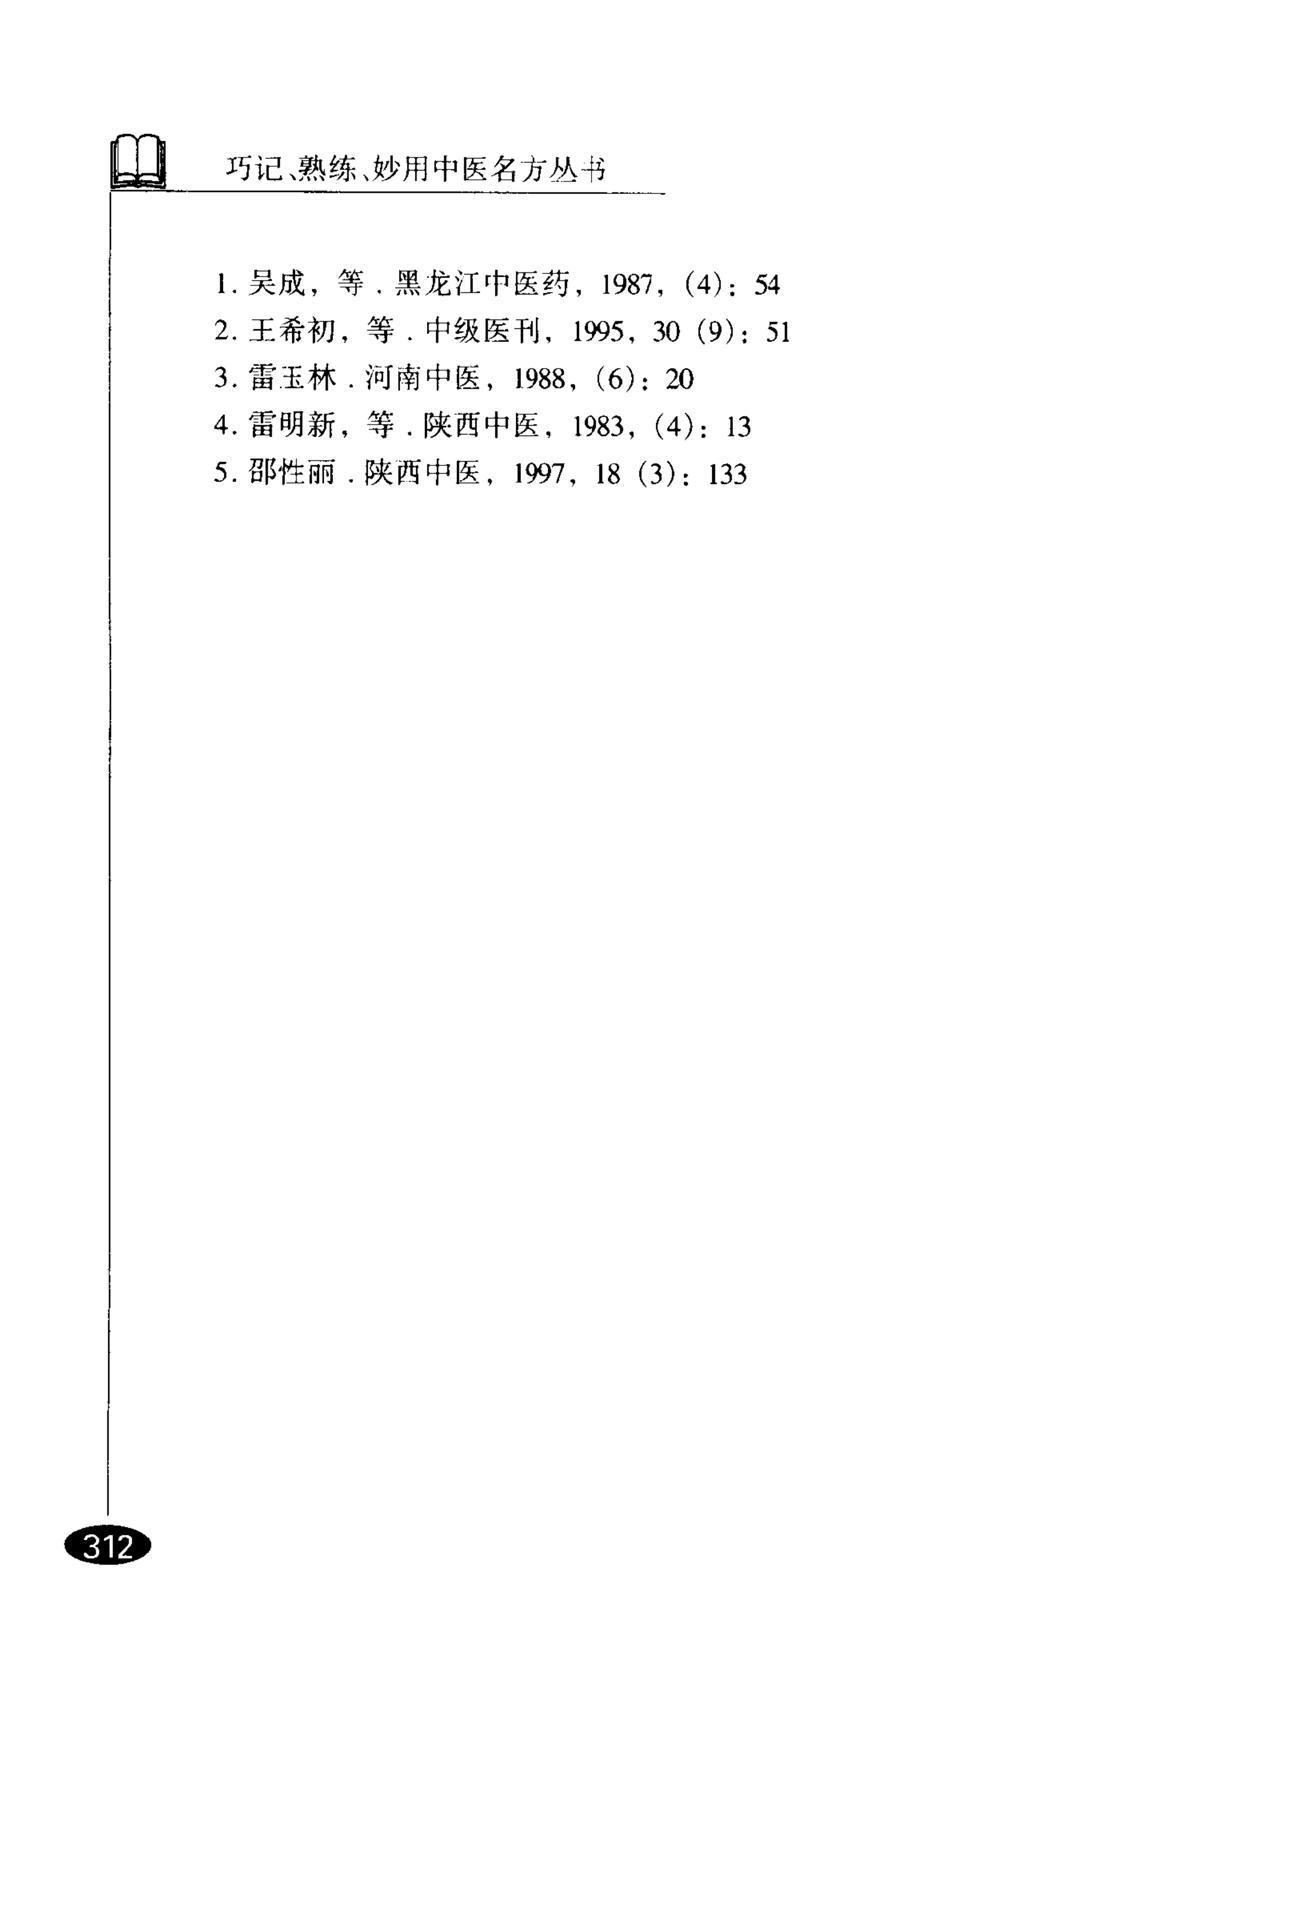 巧记、熟练、妙用中医名方丛书
1. 吴成，等．黑龙江中医药，1987，(4)：54
2. 王希初，等．中级医刊，1995，30 (9)：51
3. 雷玉林．河南中医，1988，(6)：20
4. 雷明新，等．陕西中医，1983，(4)：13
5. 邵性丽．陕西中医，1997，18 (3)：133
312